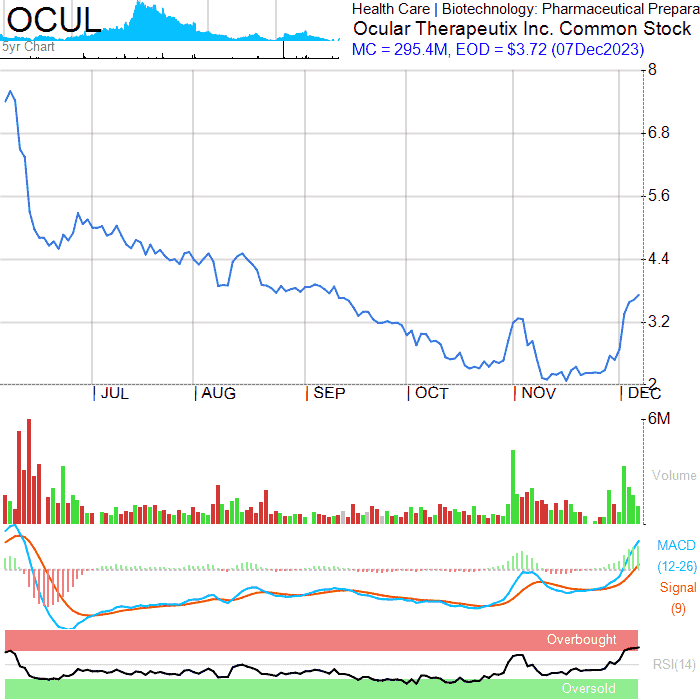 OCUL
5yr Chart
Health Care | Biotechnology: Pharmaceutical Prepara
Ocular Therapeutix Inc. Common Stock
MC = 295.4M, EOD = $3.72 (07Dec2023)
8
6.8
5.6
4.4
3.2
2
JUL AUG SEP OCT NOV DEC
6M
Volume
MACD
(12-26)
Signal
(9)
Overbought
RSI(14)
Oversold